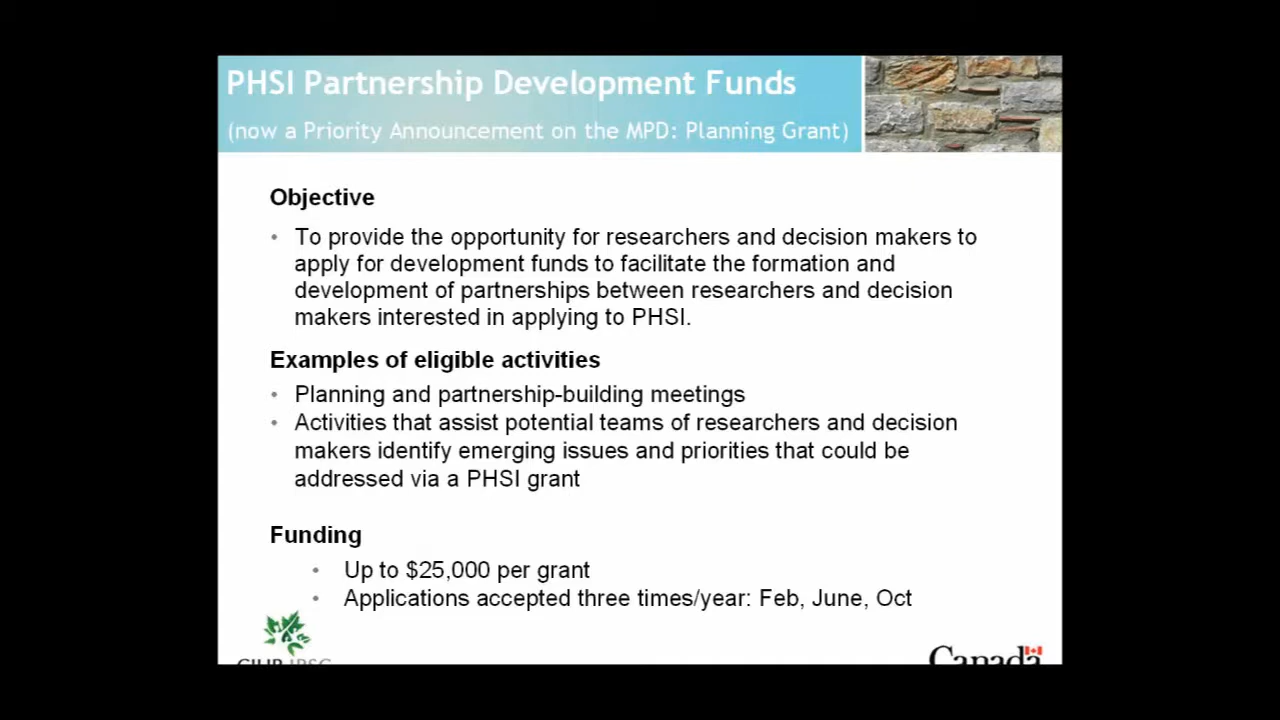 PHSI Partnership Development Funds
(now a Priority Announcement on the MPD: Planning Grant)
Objective
• To provide the opportunity for researchers and decision makers to
apply for development funds to facilitate the formation and
development of partnerships between researchers and decision
makers interested in applying to PHSI.
Examples of eligible activities
• Planning and partnership-building meetings
• Activities that assist potential teams of researchers and decision
makers identify emerging issues and priorities that could be
addressed via a PHSI grant
Funding
• Up to $25,000 per grant
• Applications accepted three times/year: Feb, June, Oct
CIHR IRSC
Canada